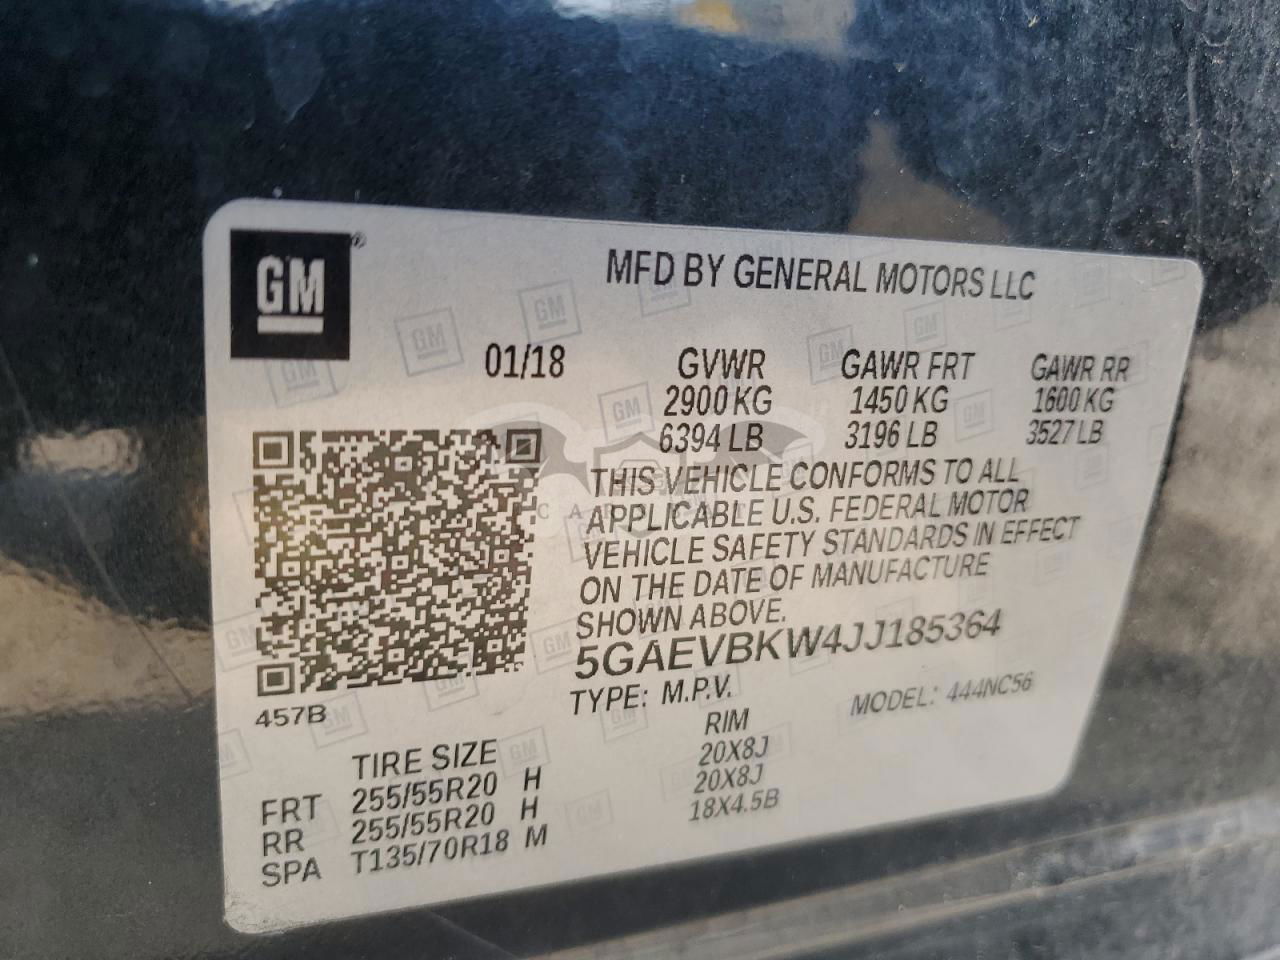 GM ®
MFD BY GENERAL MOTORS LLC
01/18 GVWR GAWR FRT GAWR RR
2900 KG 1450 KG 1600 KG
6394 LB 3196 LB 3527 LB
THIS VEHICLE CONFORMS TO ALL
APPLICABLE U.S. FEDERAL MOTOR
VEHICLE SAFETY STANDARDS IN EFFECT
ON THE DATE OF MANUFACTURE
SHOWN ABOVE.
5GAEVBKW4JJ185364
TYPE: M.P.V. MODEL: 444NC56
457B
TIRE SIZE RIM
FRT 255/55R20 H 20X8J
RR 255/55R20 H 20X8J
SPA T135/70R18 M 18X4.5B